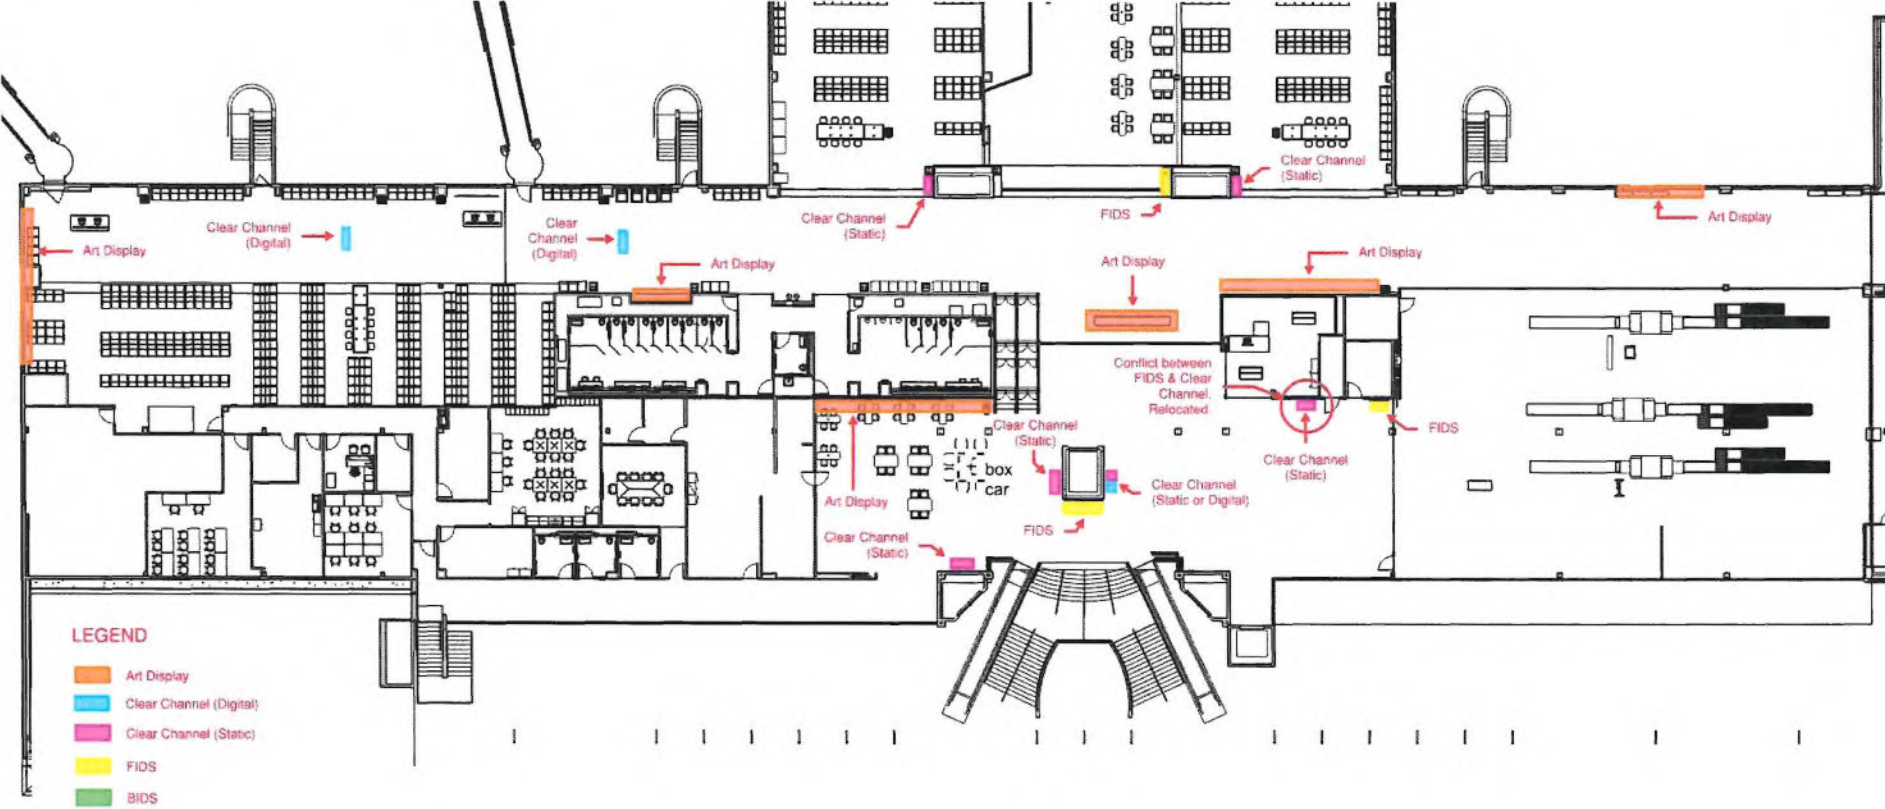 Clear Channel
(Static)
Clear Channel
(Static)
FIDS
Art Display
Clear Channel
(Digital)
Clear
Channel
(Digital)
Art Display
Art Display
Art Display
Art Display
Conflict between
FIDS & Clear
Channel.
Relocated
FIDS
Clear Channel
(Static)
Clear Channel
(Static)
box
car
Clear Channel
(Static or Digital)
Art Display
FIDS
Clear Channel
(Static)
LEGEND
Art Display
Clear Channel (Digital)
Clear Channel (Static)
FIDS
BIDS